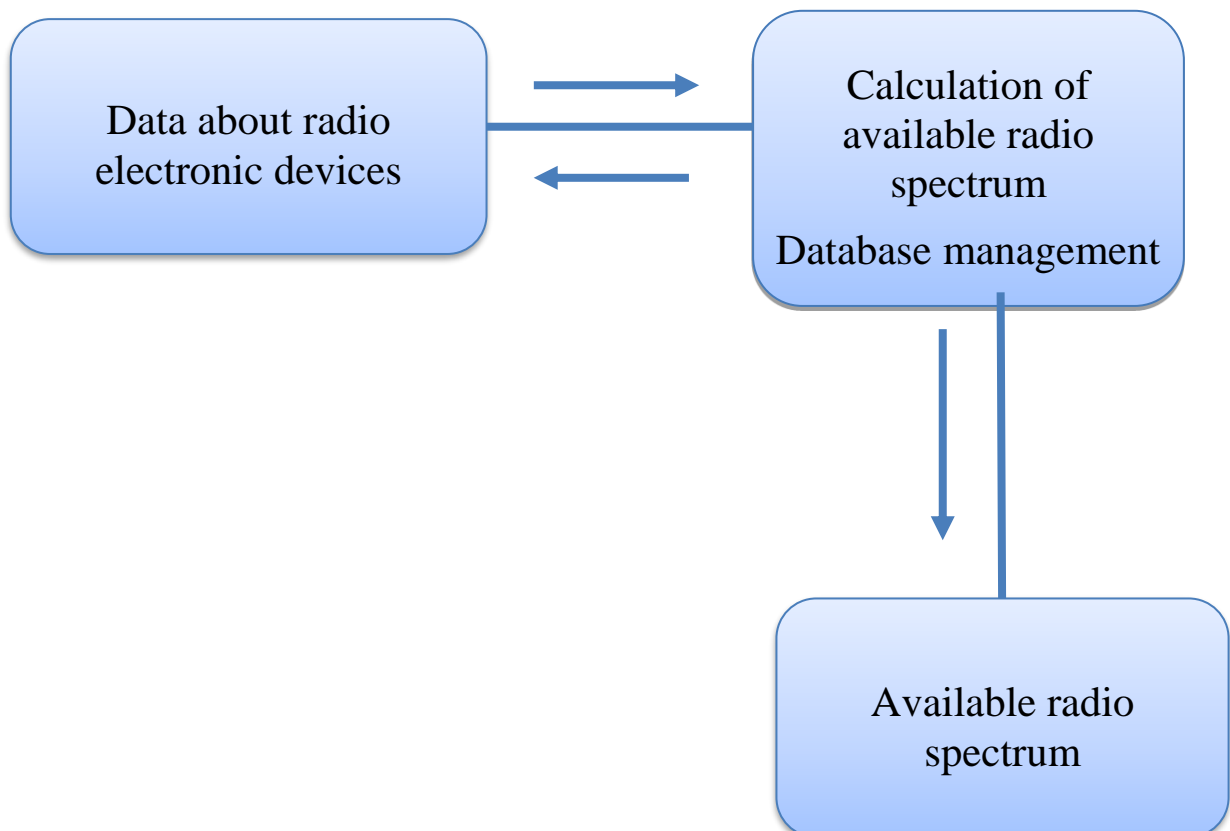 Data about radio
electronic devices
Calculation of
available radio
spectrum
Database management
Available radio
spectrum